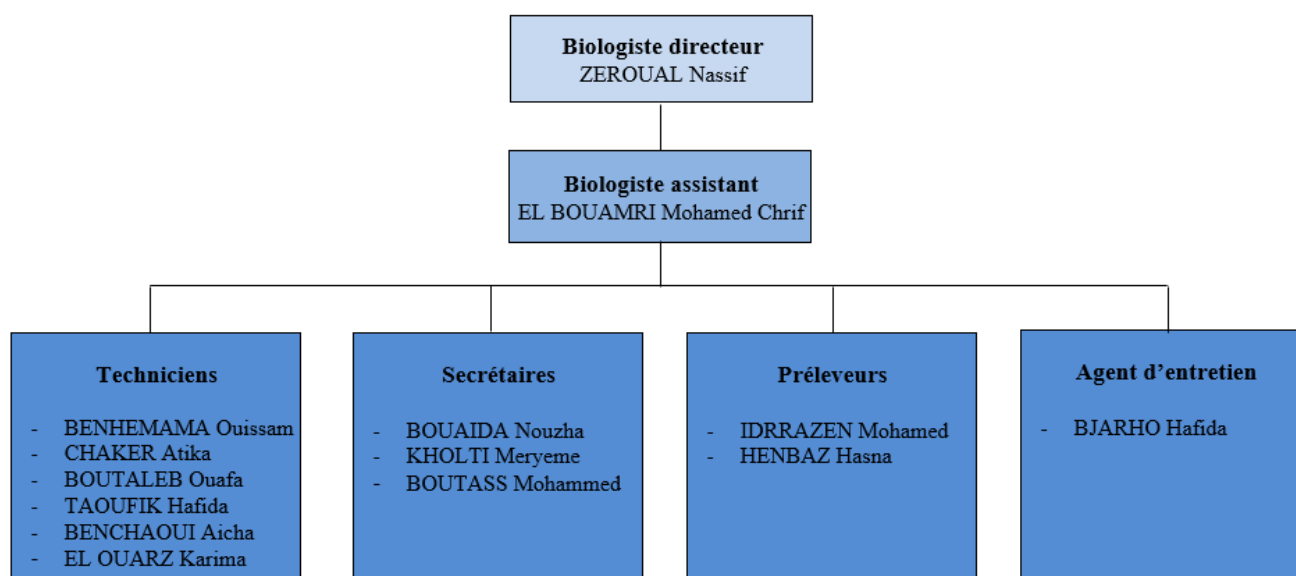 Biologiste directeur
ZEROUAL Nassif
Biologiste assistant
EL BOUAMRI Mohamed Chrif
Techniciens
- BENHEMAMA Ouissam
- CHAKER Atika
- BOUTALEB Ouafa
- TAOUFIK Hafida
- BENCHAOUI Aicha
- EL OUARZ Karima
Secrétaires
- BOUAIDA Nouzha
- KHOLTI Meryeme
- BOUTASS Mohammed
Préleveurs
- IDRRAZEN Mohamed
- HENBAZ Hasna
Agent d’entretien
- BJARHO Hafida